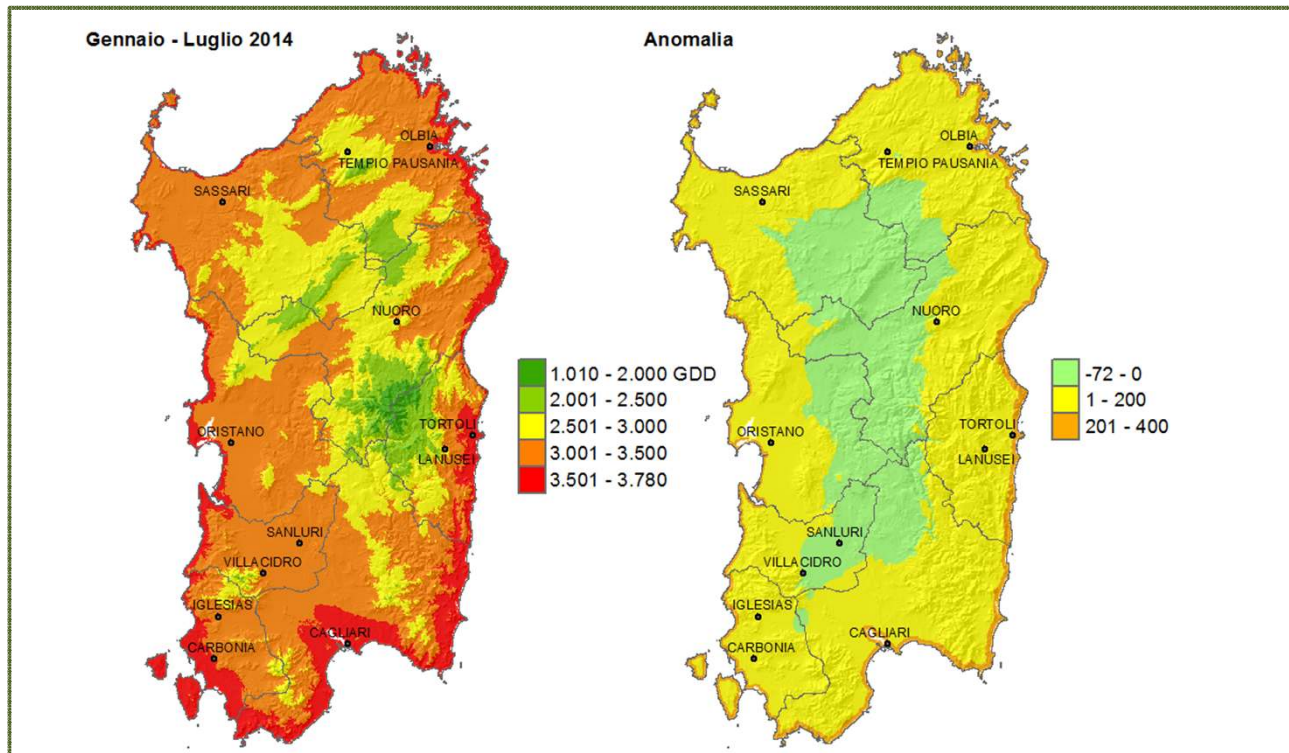 Gennaio - Luglio 2014
OLBIA
TEMPIO PAUSANIA
SASSARI
NUORO
TORTOLI
ORISTANO
LANUSEI
SANLURI
VILLACIDRO
IGLESIAS
CAGLIARI
CARBONIA
1.010 - 2.000 GDD
2.001 - 2.500
2.501 - 3.000
3.001 - 3.500
3.501 - 3.780
Anomalia
OLBIA
TEMPIO PAUSANIA
SASSARI
NUORO
TORTOLI
ORISTANO
LANUSEI
SANLURI
VILLACIDRO
IGLESIAS
CAGLIARI
CARBONIA
-72 - 0
1 - 200
201 - 400